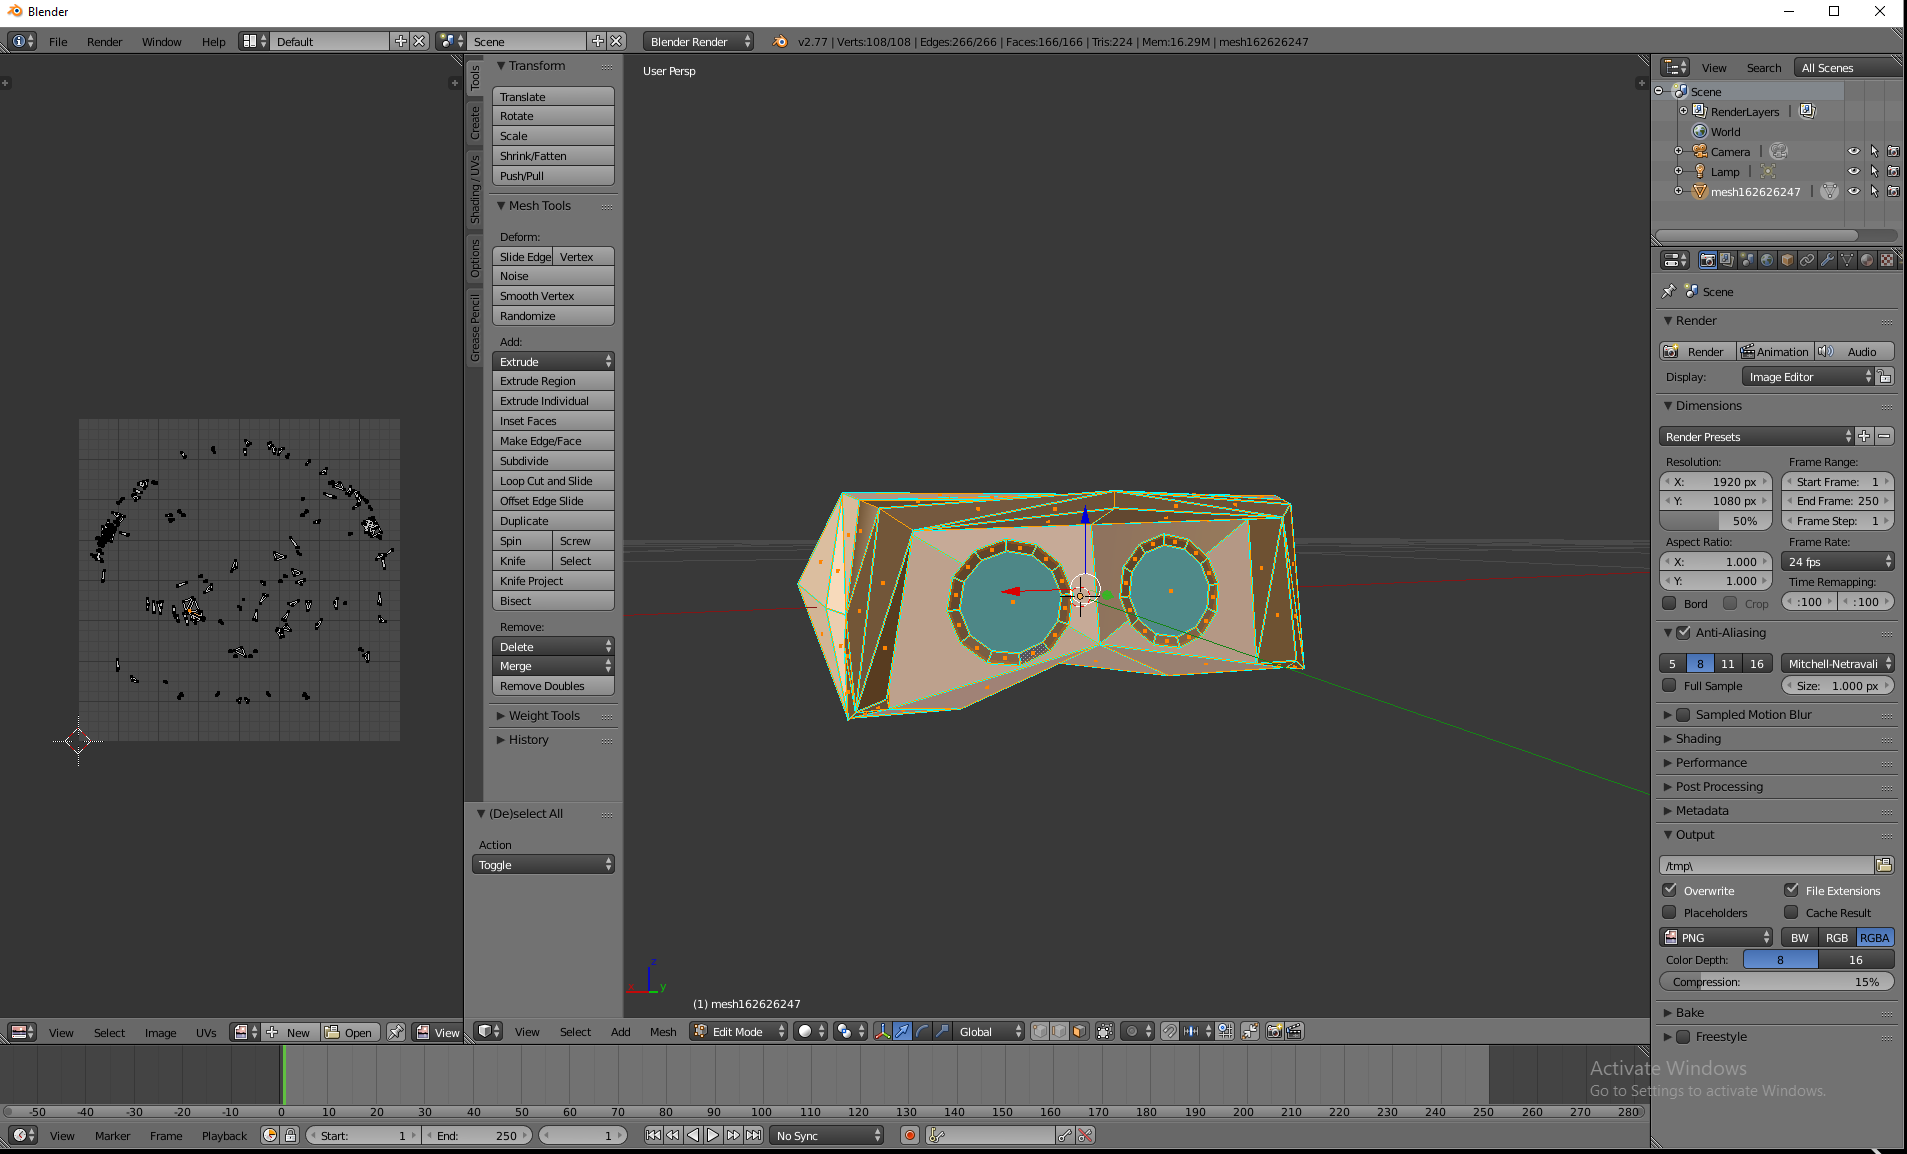 Blender
File Render Window Help Default Scene Blender Render v2.77 | Verts:108/108 | Edges:266/266 | Faces:166/166 | Tris:224 | Mem:16.29M | mesh162626247
Tools
Create
Shading / UVs
Options
Grease Pencil
Transform
Translate
Rotate
Scale
Shrink/Fatten
Push/Pull
Mesh Tools
Deform:
Slide Edge Vertex
Noise
Smooth Vertex
Randomize
Add:
Extrude
Extrude Region
Extrude Individual
Inset Faces
Make Edge/Face
Subdivide
Loop Cut and Slide
Offset Edge Slide
Duplicate
Spin Screw
Knife Select
Knife Project
Bisect
Remove:
Delete
Merge
Remove Doubles
Weight Tools
History
(De)select All
Action
Toggle
User Persp
z
x y
(1) mesh162626247
View Search All Scenes
Scene
RenderLayers |
World
Camera |
Lamp |
mesh162626247 |
Scene
Render
Render Animation Audio
Display: Image Editor
Dimensions
Render Presets
Resolution: Frame Range:
X: 1920 px Start Frame: 1
Y: 1080 px End Frame: 250
50% Frame Step: 1
Aspect Ratio: Frame Rate:
X: 1.000 24 fps
Y: 1.000 Time Remapping:
Bord Crop :100 :100
Anti-Aliasing
5 8 11 16 Mitchell-Netravali
Full Sample Size: 1.000 px
Sampled Motion Blur
Shading
Performance
Post Processing
Metadata
Output
/tmp\
Overwrite File Extensions
Placeholders Cache Result
PNG BW RGB RGBA
Color Depth: 8 16
Compression: 15%
Bake
Freestyle
Activate Windows
Go to Settings to activate Windows.
View Select Image UVs New Open View
View Select Add Mesh Edit Mode Global
-50 -40 -30 -20 -10 0 10 20 30 40 50 60 70 80 90 100 110 120 130 140 150 160 170 180 190 200 210 220 230 240 250 260 270 280
View Marker Frame Playback Start: 1 End: 250 1 No Sync